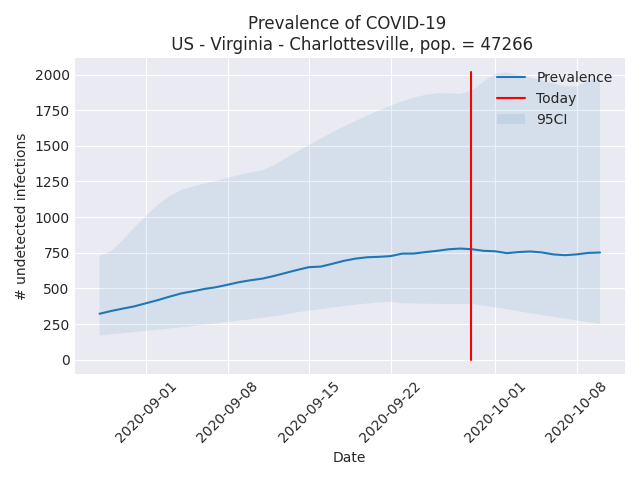 Prevalence of COVID-19
US - Virginia - Charlottesville, pop. = 47266
Prevalence
Today
95CI
# undetected infections
2000
1750
1500
1250
1000
750
500
250
0
2020-09-01
2020-09-08
2020-09-15
2020-09-22
2020-10-01
2020-10-08
Date